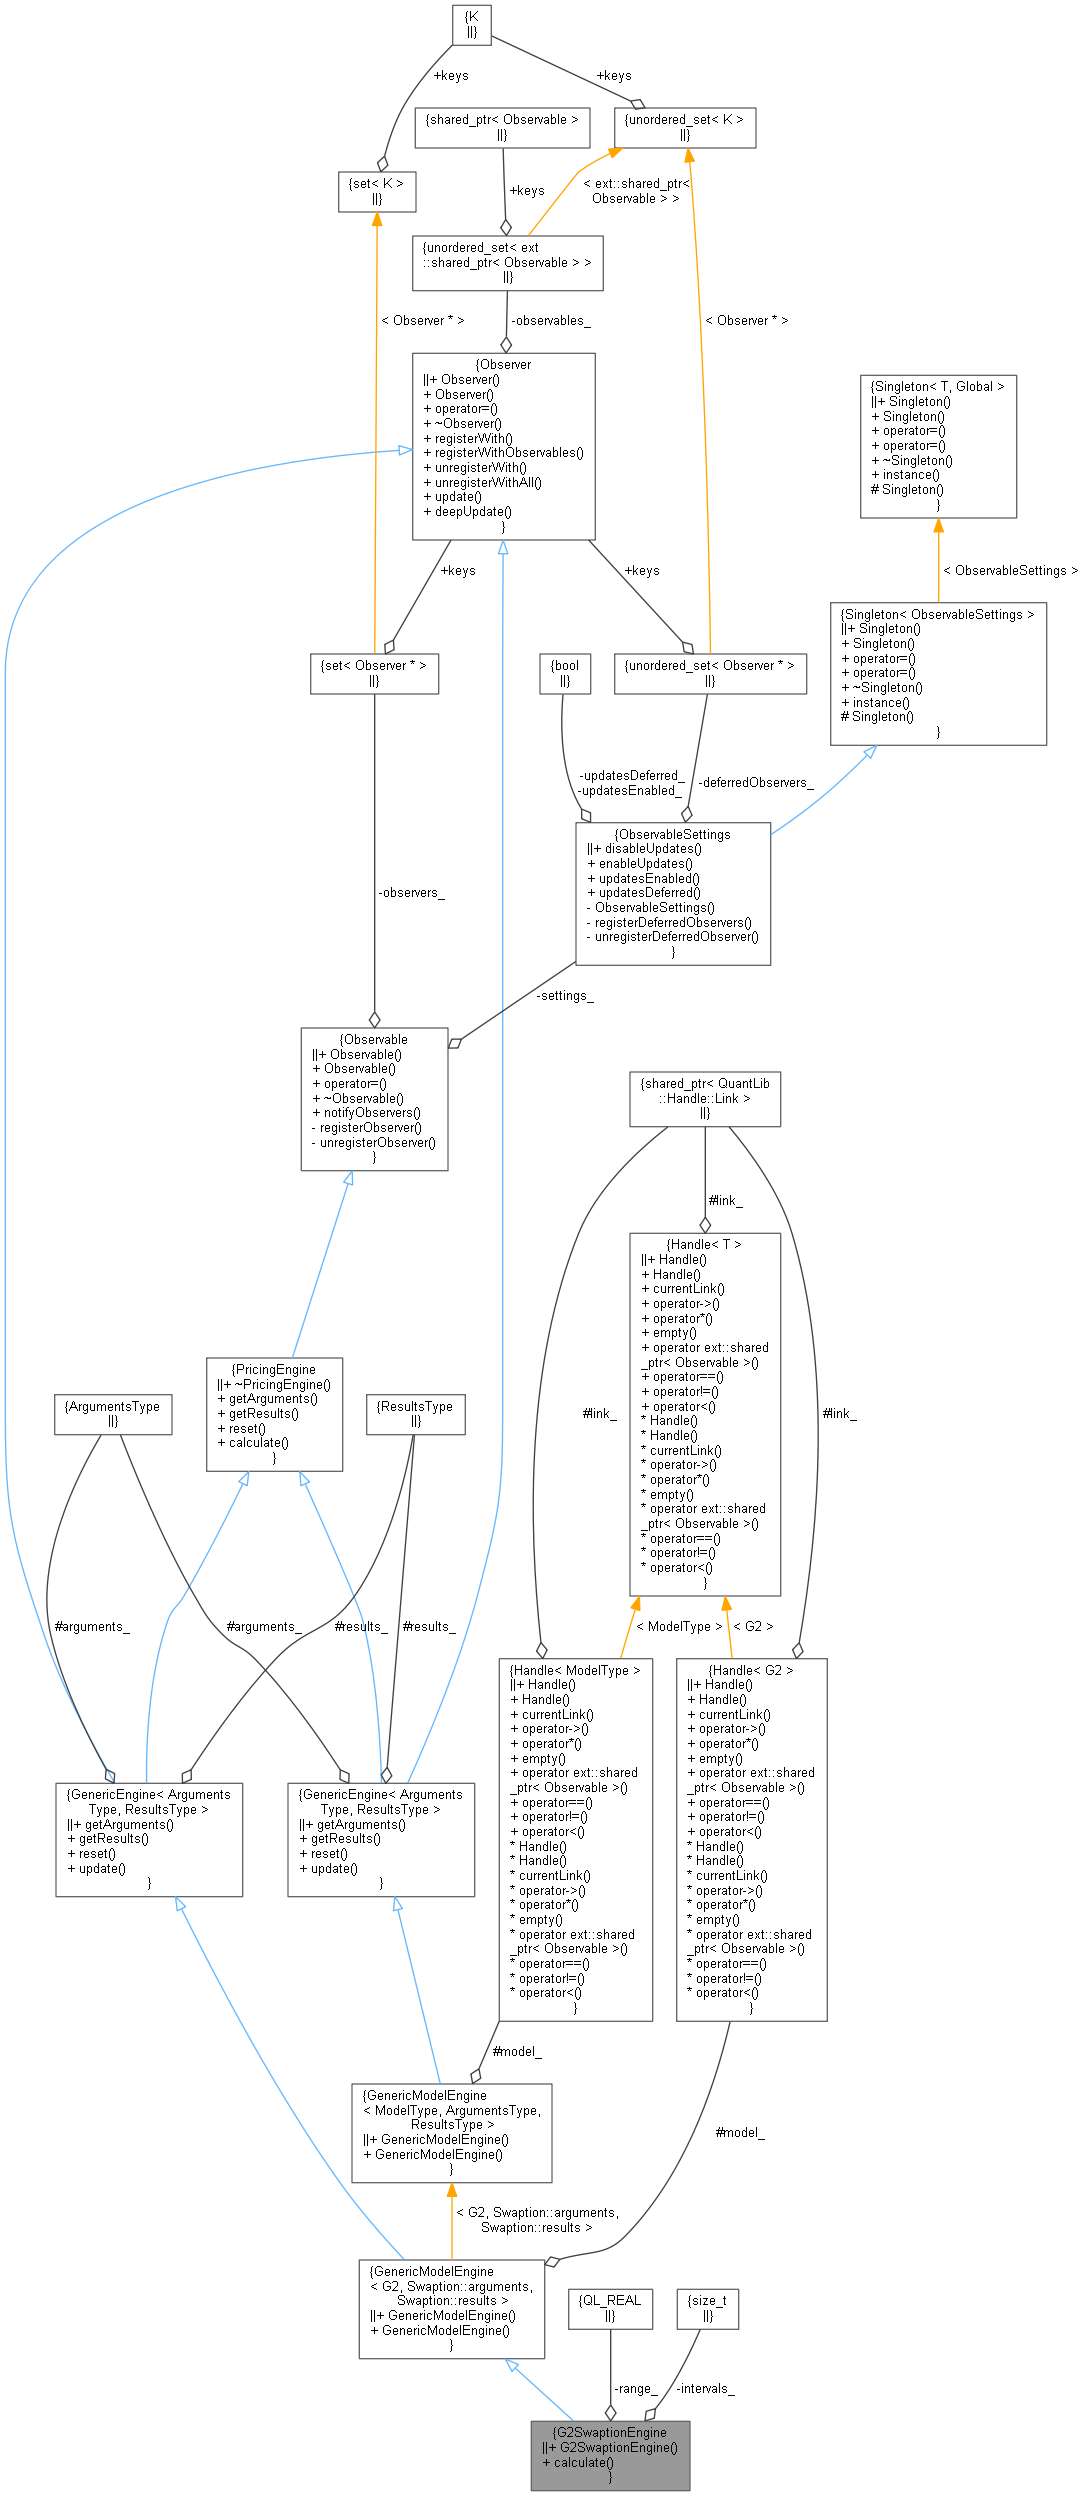 {K
||}
+keys
+keys
{shared_ptr< Observable >
||}
{unordered_set< K >
||}
{set< K >
||}
+keys
< ext::shared_ptr<
Observable > >
{unordered_set< ext
::shared_ptr< Observable > >
||}
< Observer * >
-observables_
< Observer * >
{Observer
||+ Observer()
+ Observer()
+ operator=()
+ ~Observer()
+ registerWith()
+ registerWithObservables()
+ unregisterWith()
+ unregisterWithAll()
+ update()
+ deepUpdate()
}
{Singleton< T, Global >
||+ Singleton()
+ Singleton()
+ operator=()
+ operator=()
+ ~Singleton()
+ instance()
# Singleton()
}
+keys
+keys
< ObservableSettings >
{set< Observer * >
||}
{bool
||}
{unordered_set< Observer * >
||}
{Singleton< ObservableSettings >
||+ Singleton()
+ Singleton()
+ operator=()
+ operator=()
+ ~Singleton()
+ instance()
# Singleton()
}
-updatesDeferred_
-updatesEnabled_
-deferredObservers_
{ObservableSettings
||+ disableUpdates()
+ enableUpdates()
+ updatesEnabled()
+ updatesDeferred()
- ObservableSettings()
- registerDeferredObservers()
- unregisterDeferredObserver()
}
-observers_
-settings_
{Observable
||+ Observable()
+ Observable()
+ operator=()
+ ~Observable()
+ notifyObservers()
- registerObserver()
- unregisterObserver()
}
{shared_ptr< QuantLib
::Handle::Link >
||}
#link_
{Handle< T >
||+ Handle()
+ Handle()
+ currentLink()
+ operator->()
+ operator*()
+ empty()
+ operator ext::shared
_ptr< Observable >()
+ operator==()
+ operator!=()
+ operator<()
* Handle()
* Handle()
* currentLink()
* operator->()
* operator*()
* empty()
* operator ext::shared
_ptr< Observable >()
* operator==()
* operator!=()
* operator<()
}
{PricingEngine
||+ ~PricingEngine()
+ getArguments()
+ getResults()
+ reset()
+ calculate()
}
{ArgumentsType
||}
{ResultsType
||}
#link_
#link_
#arguments_
#arguments_
#results_
#results_
< ModelType >
< G2 >
{GenericEngine< Arguments
Type, ResultsType >
||+ getArguments()
+ getResults()
+ reset()
+ update()
}
{GenericEngine< Arguments
Type, ResultsType >
||+ getArguments()
+ getResults()
+ reset()
+ update()
}
{Handle< ModelType >
||+ Handle()
+ Handle()
+ currentLink()
+ operator->()
+ operator*()
+ empty()
+ operator ext::shared
_ptr< Observable >()
+ operator==()
+ operator!=()
+ operator<()
* Handle()
* Handle()
* currentLink()
* operator->()
* operator*()
* empty()
* operator ext::shared
_ptr< Observable >()
* operator==()
* operator!=()
* operator<()
}
{Handle< G2 >
||+ Handle()
+ Handle()
+ currentLink()
+ operator->()
+ operator*()
+ empty()
+ operator ext::shared
_ptr< Observable >()
+ operator==()
+ operator!=()
+ operator<()
* Handle()
* Handle()
* currentLink()
* operator->()
* operator*()
* empty()
* operator ext::shared
_ptr< Observable >()
* operator==()
* operator!=()
* operator<()
}
#model_
{GenericModelEngine
< ModelType, ArgumentsType,
ResultsType >
||+ GenericModelEngine()
+ GenericModelEngine()
}
#model_
< G2, Swaption::arguments,
Swaption::results >
{GenericModelEngine
< G2, Swaption::arguments,
Swaption::results >
||+ GenericModelEngine()
+ GenericModelEngine()
}
{QL_REAL
||}
{size_t
||}
-range_
-intervals_
{G2SwaptionEngine
||+ G2SwaptionEngine()
+ calculate()
}